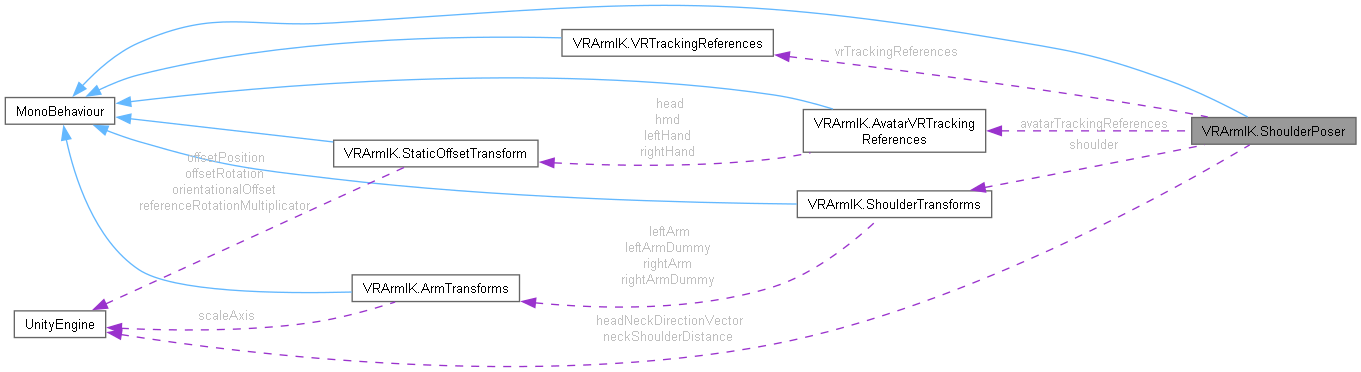 VRArmIK.VRTrackingReferences
vrTrackingReferences
MonoBehaviour
head
hmd
leftHand
rightHand
VRArmIK.AvatarVRTracking
References
avatarTrackingReferences
shoulder
VRArmIK.ShoulderPoser
VRArmIK.StaticOffsetTransform
offsetPosition
offsetRotation
orientationalOffset
referenceRotationMultiplicator
VRArmIK.ShoulderTransforms
leftArm
leftArmDummy
rightArm
rightArmDummy
VRArmIK.ArmTransforms
UnityEngine
scaleAxis
headNeckDirectionVector
neckShoulderDistance